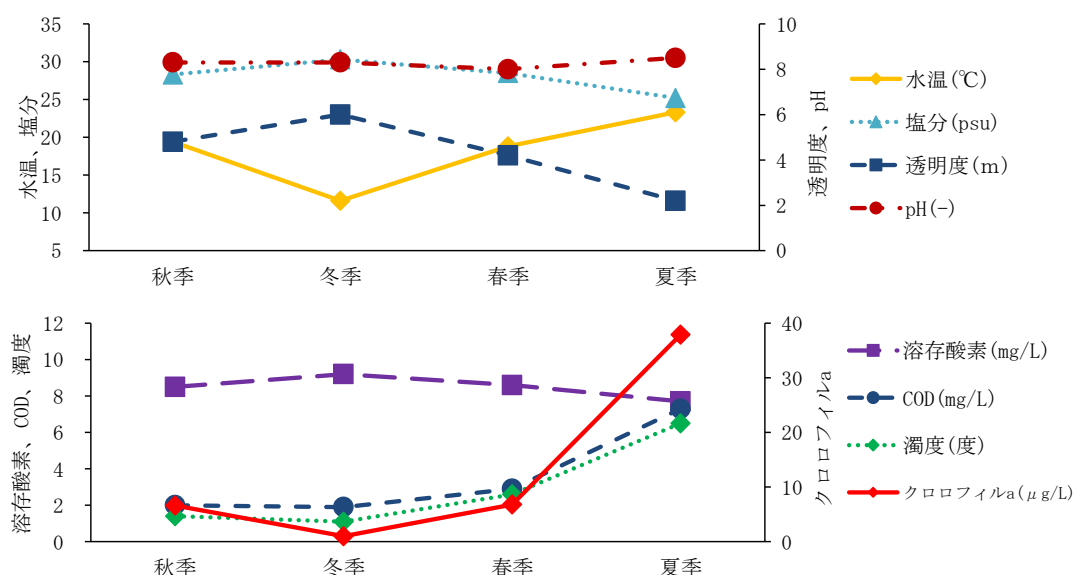 35
30
25
20
15
10
5
水温、塩分
10
8
6
4
2
0
透明度、pH
秋季
冬季
春季
夏季
水温(℃)
塩分(psu)
透明度(m)
pH(-)
12
10
8
6
4
2
0
溶存酸素、COD、濁度
40
30
20
10
0
クロロフィルa
秋季
冬季
春季
夏季
溶存酸素(mg/L)
COD(mg/L)
濁度(度)
クロロフィルa(μg/L)